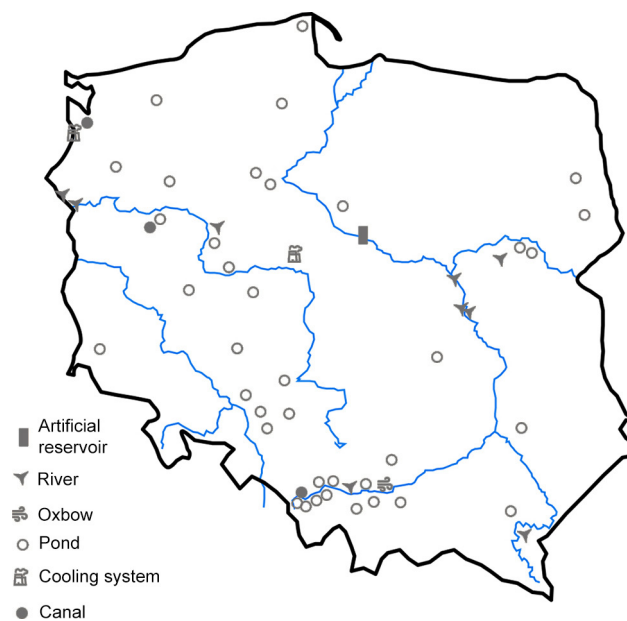 Artificial
reservoir
River
Oxbow
Pond
Cooling system
Canal